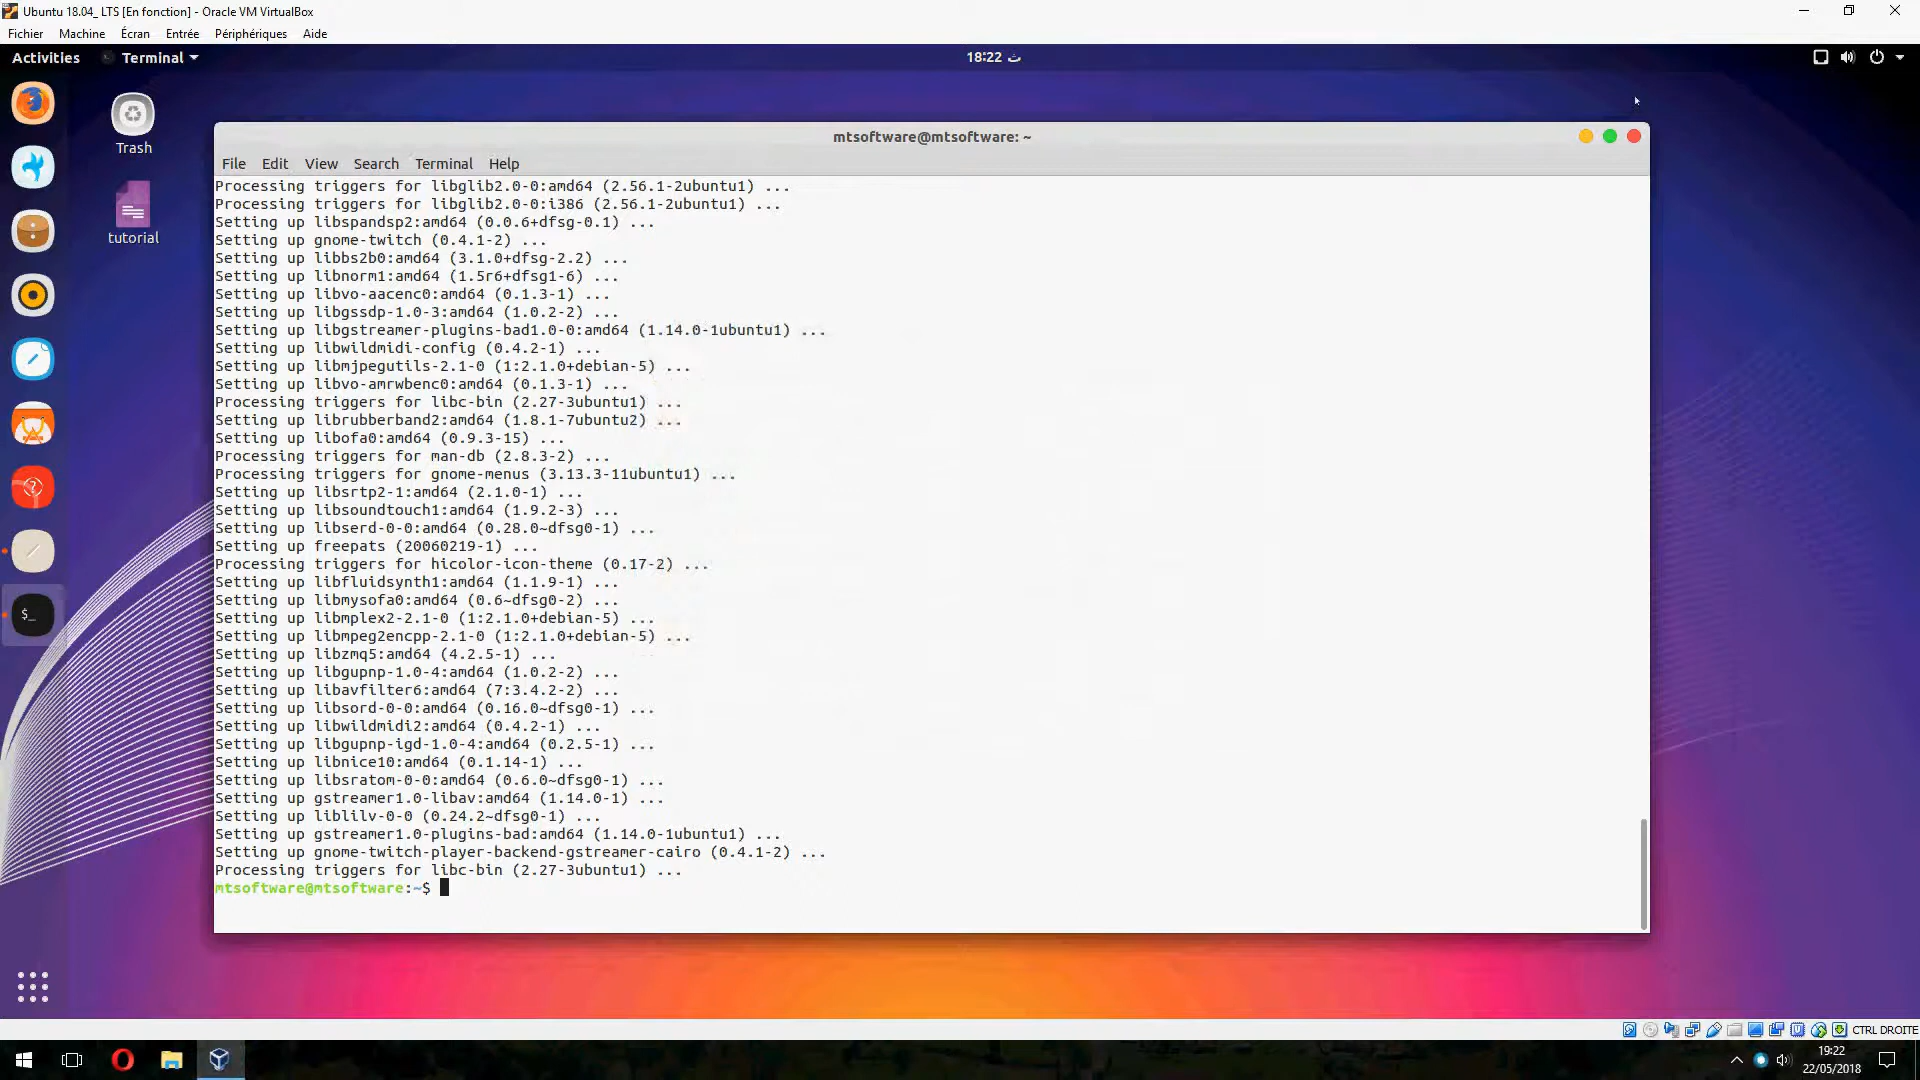 Ubuntu 18.04_ LTS [En fonction] - Oracle VM VirtualBox
Fichier Machine Écran Entrée Périphériques Aide
Activities Terminal 18:22 ث
Trash
tutorial
mtsoftware@mtsoftware: ~
File Edit View Search Terminal Help
Processing triggers for libglib2.0-0:amd64 (2.56.1-2ubuntu1) ...
Processing triggers for libglib2.0-0:i386 (2.56.1-2ubuntu1) ...
Setting up libspandsp2:amd64 (0.0.6+dfsg-0.1) ...
Setting up gnome-twitch (0.4.1-2) ...
Setting up libbs2b0:amd64 (3.1.0+dfsg-2.2) ...
Setting up libnorm1:amd64 (1.5r6+dfsg1-6) ...
Setting up libvo-aacenc0:amd64 (0.1.3-1) ...
Setting up libgssdp-1.0-3:amd64 (1.0.2-2) ...
Setting up libgstreamer-plugins-bad1.0-0:amd64 (1.14.0-1ubuntu1) ...
Setting up libwildmidi-config (0.4.2-1) ...
Setting up libmjpegutils-2.1-0 (1:2.1.0+debian-5) ...
Setting up libvo-amrwbenc0:amd64 (0.1.3-1) ...
Processing triggers for libc-bin (2.27-3ubuntu1) ...
Setting up librubberband2:amd64 (1.8.1-7ubuntu2) ...
Setting up libofa0:amd64 (0.9.3-15) ...
Processing triggers for man-db (2.8.3-2) ...
Processing triggers for gnome-menus (3.13.3-11ubuntu1) ...
Setting up libsrtp2-1:amd64 (2.1.0-1) ...
Setting up libsoundtouch1:amd64 (1.9.2-3) ...
Setting up libserd-0-0:amd64 (0.28.0~dfsg0-1) ...
Setting up freepats (20060219-1) ...
Processing triggers for hicolor-icon-theme (0.17-2) ...
Setting up libfluidsynth1:amd64 (1.1.9-1) ...
Setting up libmysofa0:amd64 (0.6~dfsg0-2) ...
Setting up libmplex2-2.1-0 (1:2.1.0+debian-5) ...
Setting up libmpeg2encpp-2.1-0 (1:2.1.0+debian-5) ...
Setting up libzmq5:amd64 (4.2.5-1) ...
Setting up libgupnp-1.0-4:amd64 (1.0.2-2) ...
Setting up libavfilter6:amd64 (7:3.4.2-2) ...
Setting up libsord-0-0:amd64 (0.16.0~dfsg0-1) ...
Setting up libwildmidi2:amd64 (0.4.2-1) ...
Setting up libgupnp-igd-1.0-4:amd64 (0.2.5-1) ...
Setting up libnice10:amd64 (0.1.14-1) ...
Setting up libsratom-0-0:amd64 (0.6.0~dfsg0-1) ...
Setting up gstreamer1.0-libav:amd64 (1.14.0-1) ...
Setting up liblilv-0-0 (0.24.2~dfsg0-1) ...
Setting up gstreamer1.0-plugins-bad:amd64 (1.14.0-1ubuntu1) ...
Setting up gnome-twitch-player-backend-gstreamer-cairo (0.4.1-2) ...
Processing triggers for libc-bin (2.27-3ubuntu1) ...
mtsoftware@mtsoftware:~$
CTRL DROITE
19:22
22/05/2018